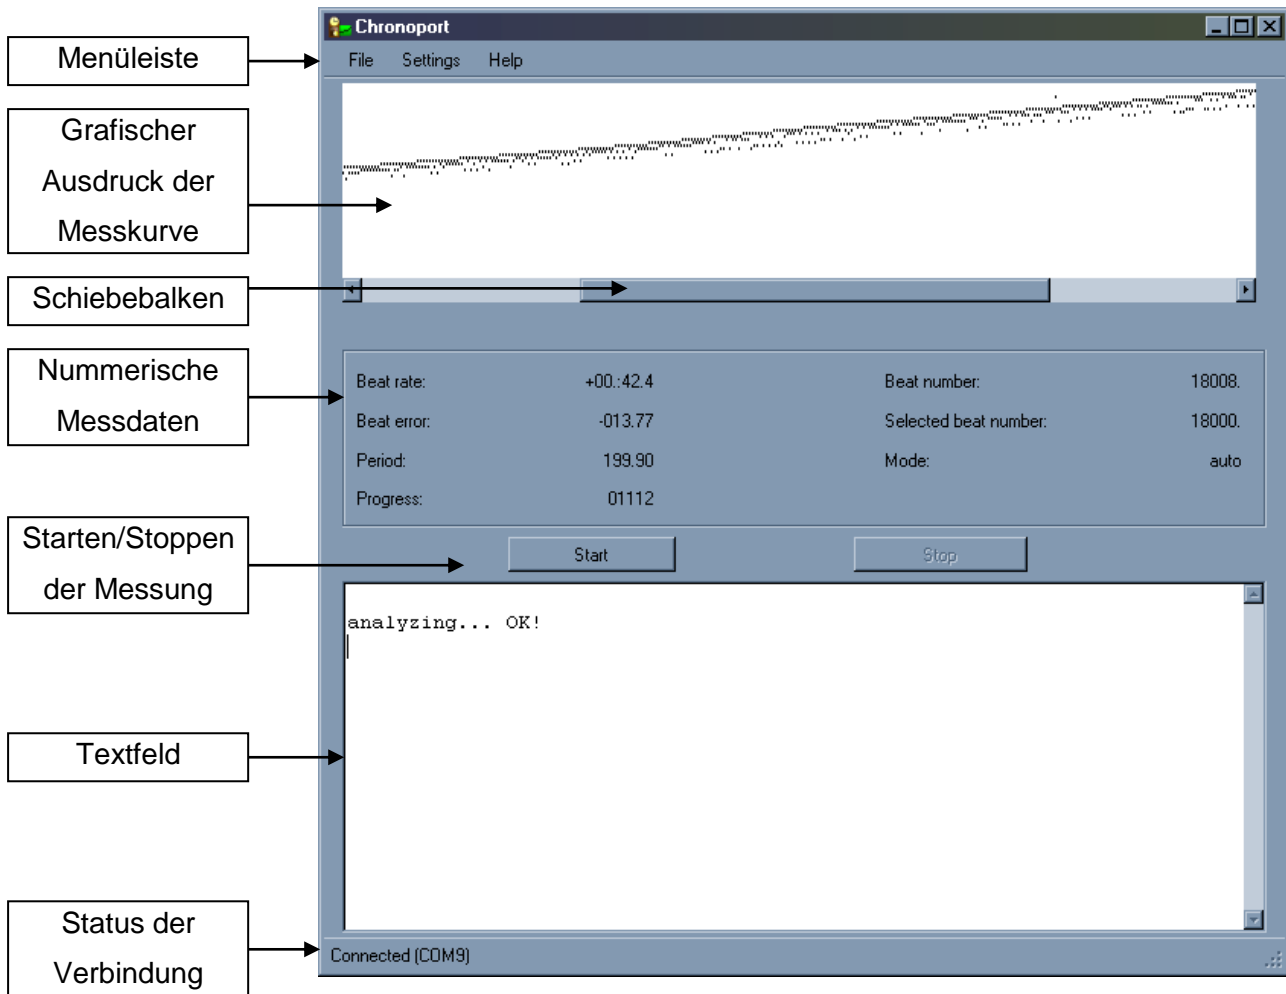 Chronoport
Menüleiste
File Settings Help
Grafischer
Ausdruck der
Messkurve
Schiebebalken
Nummerische
Messdaten
Beat rate: +00.:42.4 Beat number: 18008.
Beat error: -013.77 Selected beat number: 18000.
Period: 199.90 Mode: auto
Progress: 01112
Starten/Stoppen
der Messung
Start Stop
analyzing... OK!
Textfeld
Status der
Verbindung
Connected (COM9)